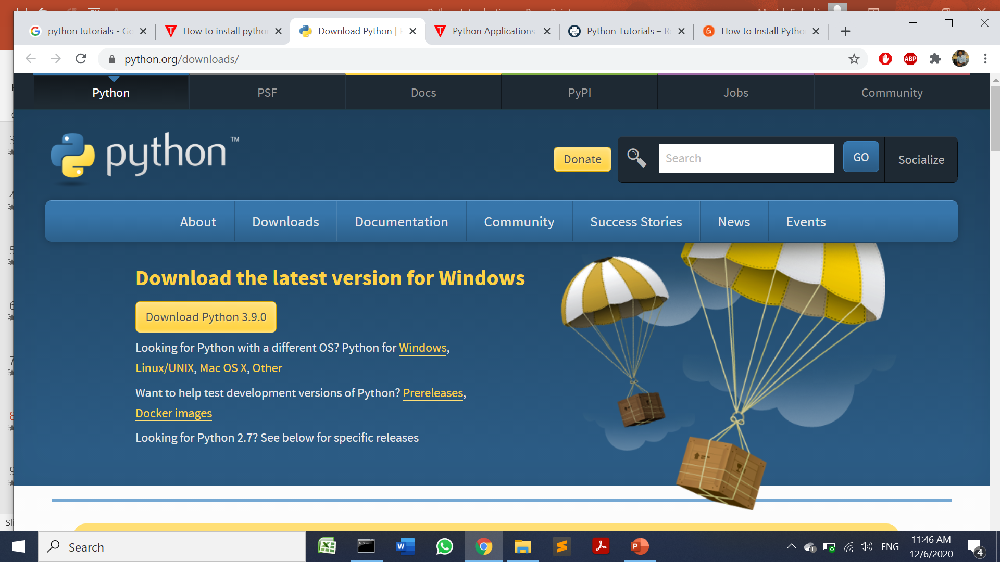 python tutorials - Go
How to install pytho
Download Python |
Python Applications
Python Tutorials – Re
How to Install Pytho
python.org/downloads/
ABP
Python
PSF
Docs
PyPI
Jobs
Community
python™
Donate
Search
GO
Socialize
About
Downloads
Documentation
Community
Success Stories
News
Events
Download the latest version for Windows
Download Python 3.9.0
Looking for Python with a different OS? Python for Windows,
Linux/UNIX, Mac OS X, Other
Want to help test development versions of Python? Prereleases,
Docker images
Looking for Python 2.7? See below for specific releases
Search
ENG
11:46 AM
12/6/2020
4